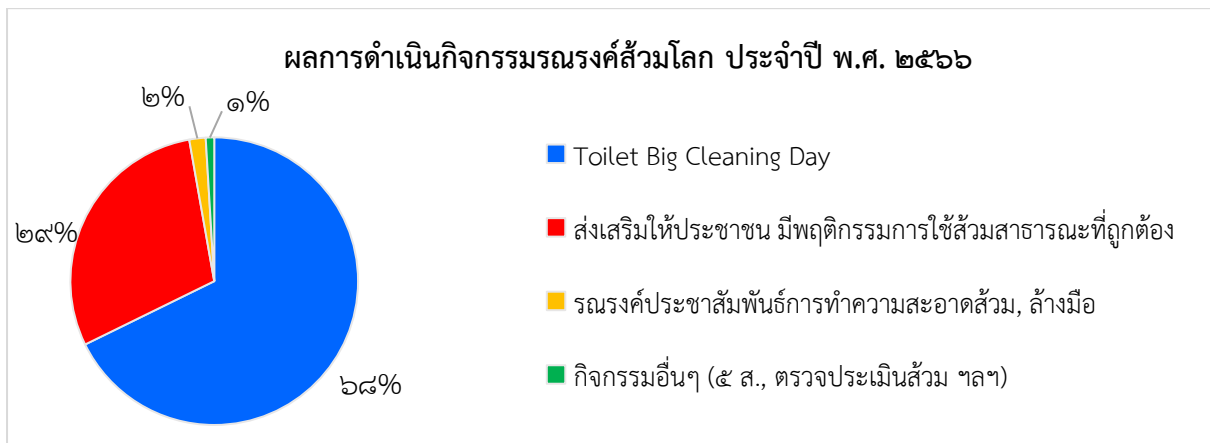 ผลการดำเนินกิจกรรมรณรงค์ส้วมโลก ประจำปี พ.ศ. ๒๕๖๖
๒%
๑%
๒๙%
๖๘%
Toilet Big Cleaning Day
ส่งเสริมให้ประชาชน มีพฤติกรรมการใช้ส้วมสาธารณะที่ถูกต้อง
รณรงค์ประชาสัมพันธ์การทำความสะอาดส้วม, ล้างมือ
กิจกรรมอื่นๆ (๕ ส., ตรวจประเมินส้วม ฯลฯ)